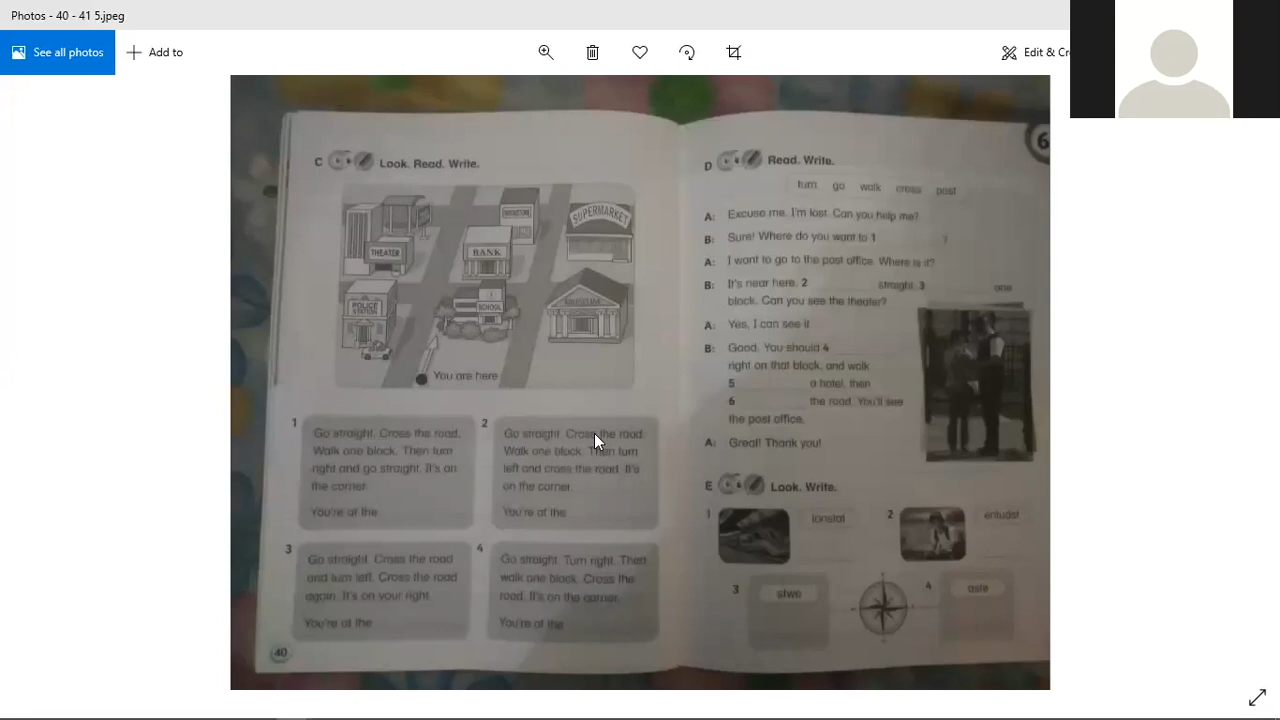 Photos - 40 - 41 5.jpeg
See all photos
Add to
Edit & Cr
C Look. Read. Write.
THEATER
BOOKSTORE
BANK
SUPERMARKET
POLICE
STATION
SCHOOL
MUSEUM
You are here
1
Go straight. Cross the road.
Walk one block. Then turn
right and go straight. It's on
the corner.
You're at the
2
Go straight. Cross the road.
Walk one block. Then turn
left and cross the road. It's
on the corner.
You're at the
3
Go straight. Cross the road
and turn left. Cross the road
again. It's on your right.
You're at the
4
Go straight. Turn right. Then
walk one block. Cross the
road. It's on the corner.
You're at the
40
6
D Read. Write.
turn go walk cross past
A: Excuse me. I'm lost. Can you help me?
B: Sure! Where do you want to 1 ?
A: I want to go to the post office. Where is it?
B: It's near here. 2 straight. 3 one
block. Can you see the theater?
A: Yes, I can see it.
B: Good. You should 4
right on that block, and walk
5 a hotel, then
6 the road. You'll see
the post office.
A: Great! Thank you!
E Look. Write.
1 lonsiat
2 entudst
3 stwe
4 aste